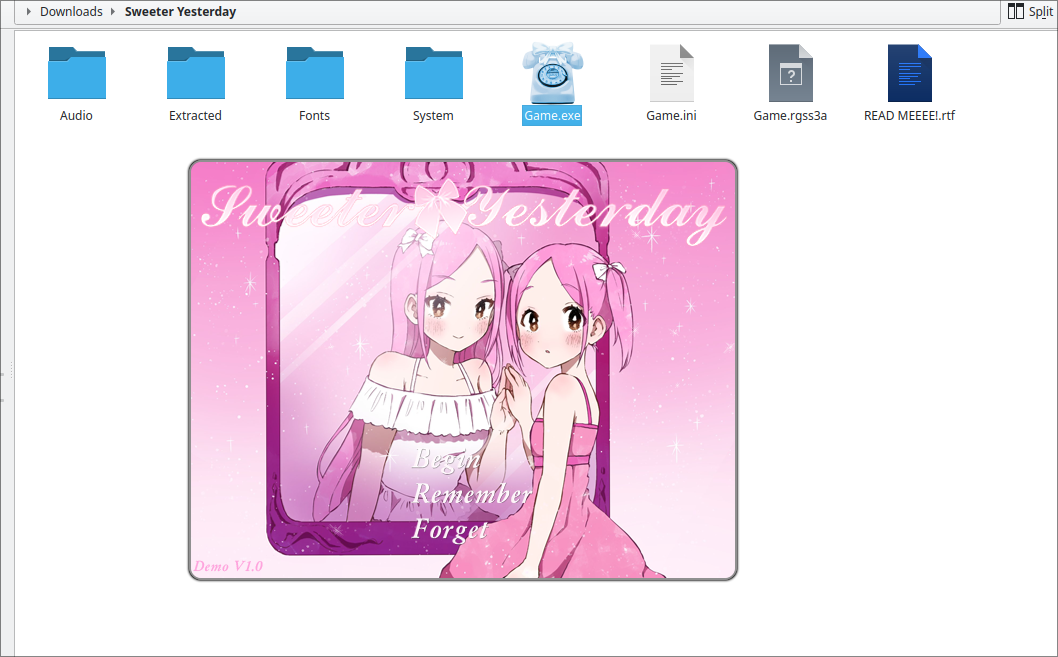 Downloads Sweeter Yesterday Split
Audio Extracted Fonts System Game.exe Game.ini Game.rgss3a READ MEEEE!.rtf
Sweeter Yesterday
Begin
Remember
Forget
Demo V1.0